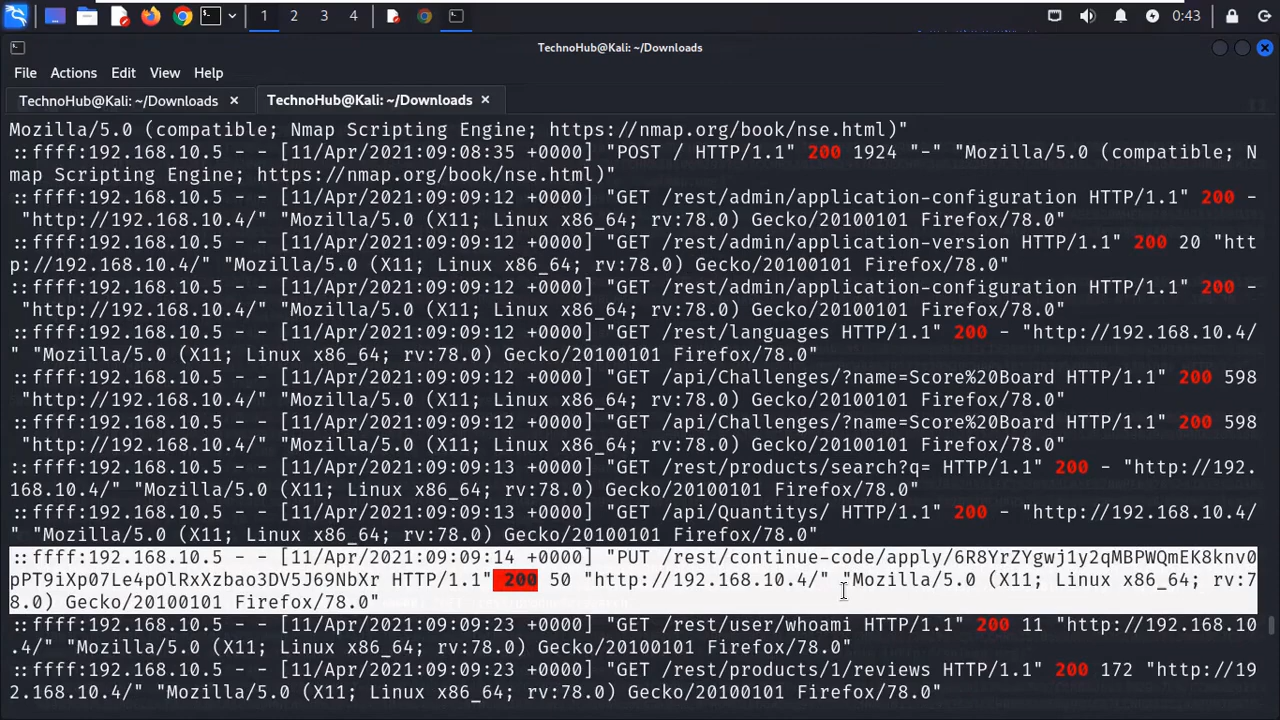 1 2 3 4 0:43
TechnoHub@Kali: ~/Downloads
File Actions Edit View Help
TechnoHub@Kali: ~/Downloads × TechnoHub@Kali: ~/Downloads ×
Mozilla/5.0 (compatible; Nmap Scripting Engine; https://nmap.org/book/nse.html)"
::ffff:192.168.10.5 - - [11/Apr/2021:09:08:35 +0000] "POST / HTTP/1.1" 200 1924 "-" "Mozilla/5.0 (compatible; N
map Scripting Engine; https://nmap.org/book/nse.html)"
::ffff:192.168.10.5 - - [11/Apr/2021:09:09:12 +0000] "GET /rest/admin/application-configuration HTTP/1.1" 200 -
"http://192.168.10.4/" "Mozilla/5.0 (X11; Linux x86_64; rv:78.0) Gecko/20100101 Firefox/78.0"
::ffff:192.168.10.5 - - [11/Apr/2021:09:09:12 +0000] "GET /rest/admin/application-version HTTP/1.1" 200 20 "htt
p://192.168.10.4/" "Mozilla/5.0 (X11; Linux x86_64; rv:78.0) Gecko/20100101 Firefox/78.0"
::ffff:192.168.10.5 - - [11/Apr/2021:09:09:12 +0000] "GET /rest/admin/application-configuration HTTP/1.1" 200 -
"http://192.168.10.4/" "Mozilla/5.0 (X11; Linux x86_64; rv:78.0) Gecko/20100101 Firefox/78.0"
::ffff:192.168.10.5 - - [11/Apr/2021:09:09:12 +0000] "GET /rest/languages HTTP/1.1" 200 - "http://192.168.10.4/
" "Mozilla/5.0 (X11; Linux x86_64; rv:78.0) Gecko/20100101 Firefox/78.0"
::ffff:192.168.10.5 - - [11/Apr/2021:09:09:12 +0000] "GET /api/Challenges/?name=Score%20Board HTTP/1.1" 200 598
"http://192.168.10.4/" "Mozilla/5.0 (X11; Linux x86_64; rv:78.0) Gecko/20100101 Firefox/78.0"
::ffff:192.168.10.5 - - [11/Apr/2021:09:09:12 +0000] "GET /api/Challenges/?name=Score%20Board HTTP/1.1" 200 598
"http://192.168.10.4/" "Mozilla/5.0 (X11; Linux x86_64; rv:78.0) Gecko/20100101 Firefox/78.0"
::ffff:192.168.10.5 - - [11/Apr/2021:09:09:13 +0000] "GET /rest/products/search?q= HTTP/1.1" 200 - "http://192.
168.10.4/" "Mozilla/5.0 (X11; Linux x86_64; rv:78.0) Gecko/20100101 Firefox/78.0"
::ffff:192.168.10.5 - - [11/Apr/2021:09:09:13 +0000] "GET /api/Quantitys/ HTTP/1.1" 200 - "http://192.168.10.4/
" "Mozilla/5.0 (X11; Linux x86_64; rv:78.0) Gecko/20100101 Firefox/78.0"
::ffff:192.168.10.5 - - [11/Apr/2021:09:09:14 +0000] "PUT /rest/continue-code/apply/6R8YrZYgwj1y2qMBPWQmEK8knv0
pPT9iXp07Le4pOlRxXzbao3DV5J69NbXr HTTP/1.1" 200 50 "http://192.168.10.4/" "Mozilla/5.0 (X11; Linux x86_64; rv:7
8.0) Gecko/20100101 Firefox/78.0"
::ffff:192.168.10.5 - - [11/Apr/2021:09:09:23 +0000] "GET /rest/user/whoami HTTP/1.1" 200 11 "http://192.168.10
.4/" "Mozilla/5.0 (X11; Linux x86_64; rv:78.0) Gecko/20100101 Firefox/78.0"
::ffff:192.168.10.5 - - [11/Apr/2021:09:09:23 +0000] "GET /rest/products/1/reviews HTTP/1.1" 200 172 "http://19
2.168.10.4/" "Mozilla/5.0 (X11; Linux x86_64; rv:78.0) Gecko/20100101 Firefox/78.0"